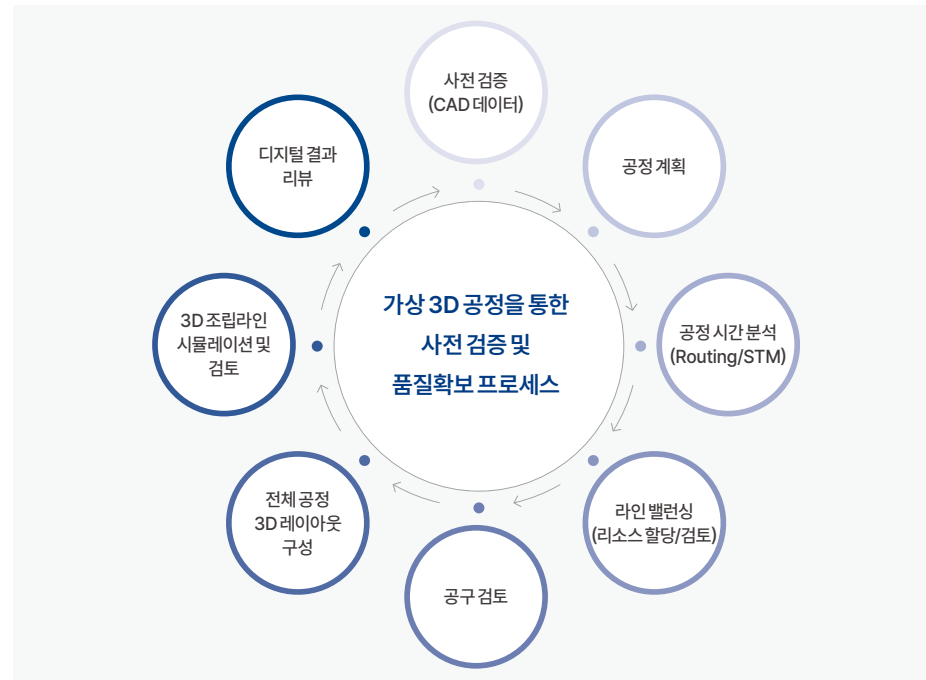 사전 검증
(CAD 데이터)
공정 계획
공정 시간 분석
(Routing/STM)
라인 밸런싱
(리소스 할당/검토)
공구 검토
전체 공정
3D 레이아웃
구성
3D 조립라인
시뮬레이션 및
검토
디지털 결과
리뷰
가상 3D 공정을 통한
사전 검증 및
품질확보 프로세스